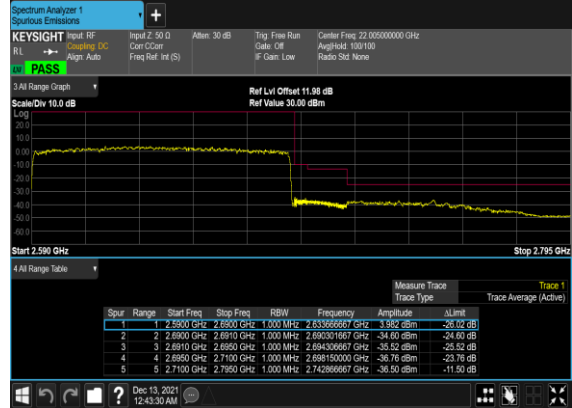 Spectrum Analyzer 1
Spurious Emissions
KEYSIGHT
RL
PASS
Input: RF
Coupling: DC
Align: Auto
Input Z: 50 Ω
Corr CCorr
Freq Ref: Int (S)
Atten: 30 dB
Trig: Free Run
Gate: Off
IF Gain: Low
Center Freq: 22.005000000 GHz
Avg|Hold: 100/100
Radio Std: None
3 All Range Graph
Scale/Div 10.0 dB
Ref Lvl Offset 11.98 dB
Ref Value 30.00 dBm
Log
20.0
10.0
0.00
-10.0
-20.0
-30.0
-40.0
-50.0
-60.0
Start 2.590 GHz
Stop 2.795 GHz
4 All Range Table
Measure Trace Trace 1
Trace Type Trace Average (Active)
Spur Range Start Freq Stop Freq RBW Frequency Amplitude ΔLimit
1 1 2.5900 GHz 2.6900 GHz 1.000 MHz 2.633666667 GHz 3.982 dBm -26.02 dB
2 2 2.6900 GHz 2.6910 GHz 1.000 MHz 2.690301667 GHz -34.60 dBm -24.60 dB
3 3 2.6910 GHz 2.6950 GHz 1.000 MHz 2.694306667 GHz -35.52 dBm -25.52 dB
4 4 2.6950 GHz 2.7100 GHz 1.000 MHz 2.698150000 GHz -36.76 dBm -23.76 dB
5 5 2.7100 GHz 2.7950 GHz 1.000 MHz 2.742866667 GHz -36.50 dBm -11.50 dB
?
Dec 13, 2021
12:43:30 AM